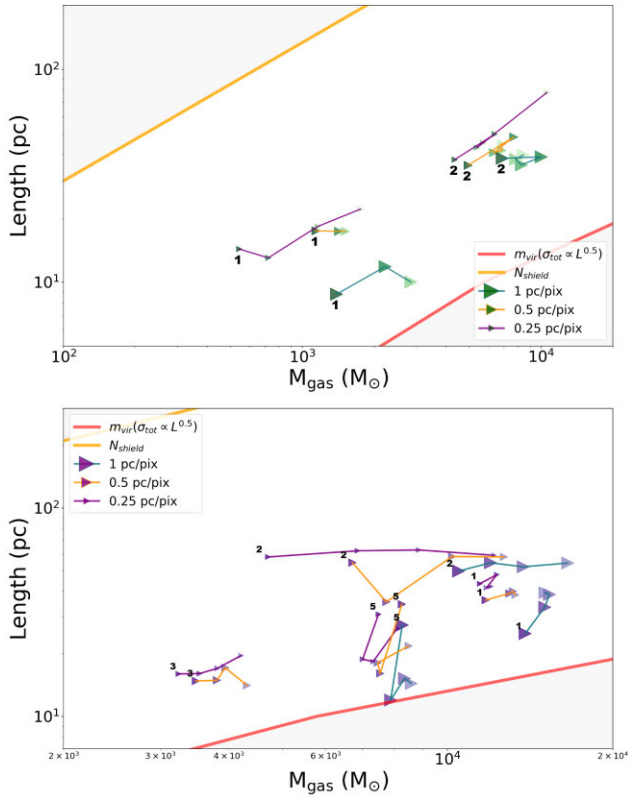 10²
10¹
Length (pc)
2
2
2
1
1
1
m_vir(σ_tot ∝ L^0.5)
N_shield
1 pc/pix
0.5 pc/pix
0.25 pc/pix
10²
10³
10⁴
M_gas (M_⊙)
m_vir(σ_tot ∝ L^0.5)
N_shield
1 pc/pix
0.5 pc/pix
0.25 pc/pix
10²
10¹
Length (pc)
2
2
2
1
1
1
5
5
3
3
2 × 10³
3 × 10³
4 × 10³
6 × 10³
10⁴
2 × 10⁴
M_gas (M_⊙)